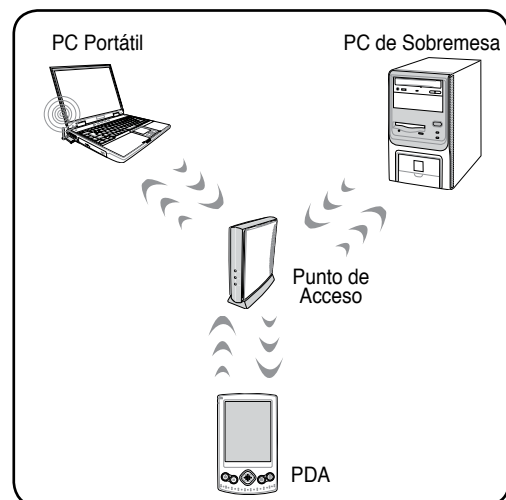 PC Portátil
PC de Sobremesa
Punto de
Acceso
PDA